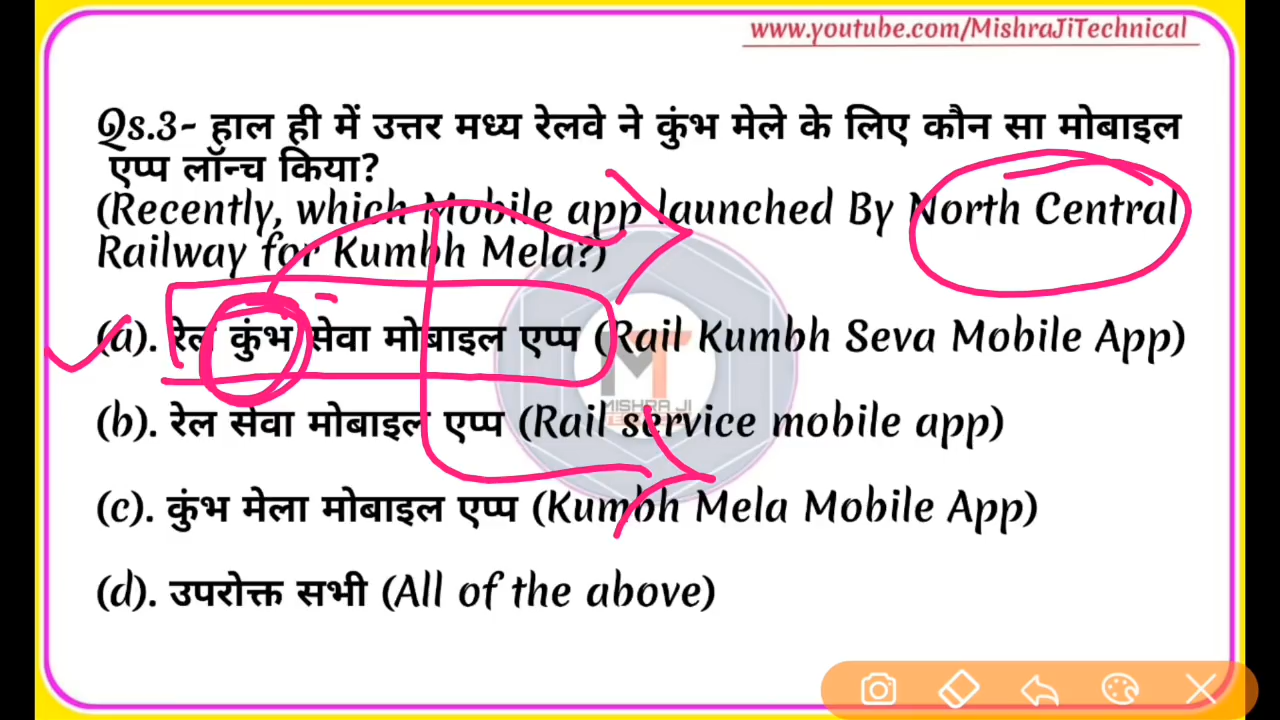 www.youtube.com/MishraJiTechnical
Qs.3- हाल ही में उत्तर मध्य रेलवे ने कुंभ मेले के लिए कौन सा मोबाइल
एप्प लॉन्च किया?
(Recently, which Mobile app launched By North Central
Railway for Kumbh Mela?)
(a). रेल कुंभ सेवा मोबाइल एप्प (Rail Kumbh Seva Mobile App)
MISHRA JI
(b). रेल सेवा मोबाइल एप्प (Rail service mobile app)
(c). कुंभ मेला मोबाइल एप्प (Kumbh Mela Mobile App)
(d). उपरोक्त सभी (All of the above)